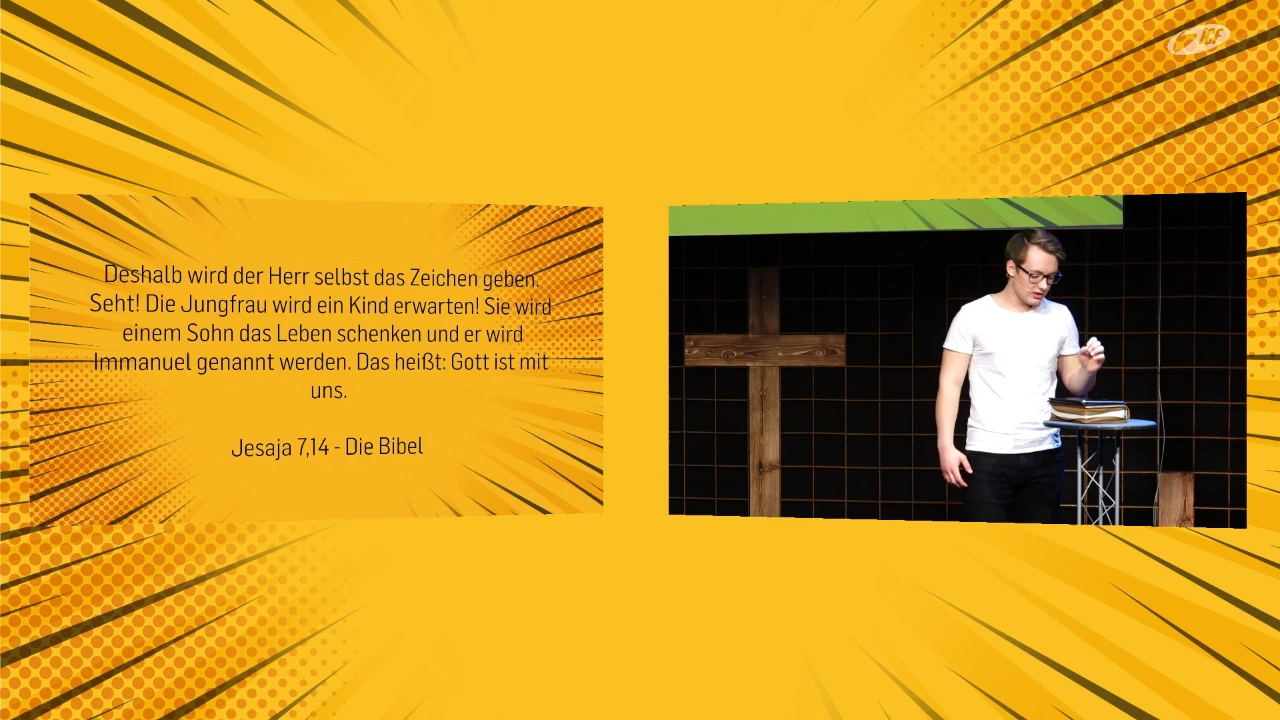 ICF
Deshalb wird der Herr selbst das Zeichen geben.
Seht! Die Jungfrau wird ein Kind erwarten! Sie wird
einem Sohn das Leben schenken und er wird
Immanuel genannt werden. Das heißt: Gott ist mit
uns.
Jesaja 7,14 - Die Bibel